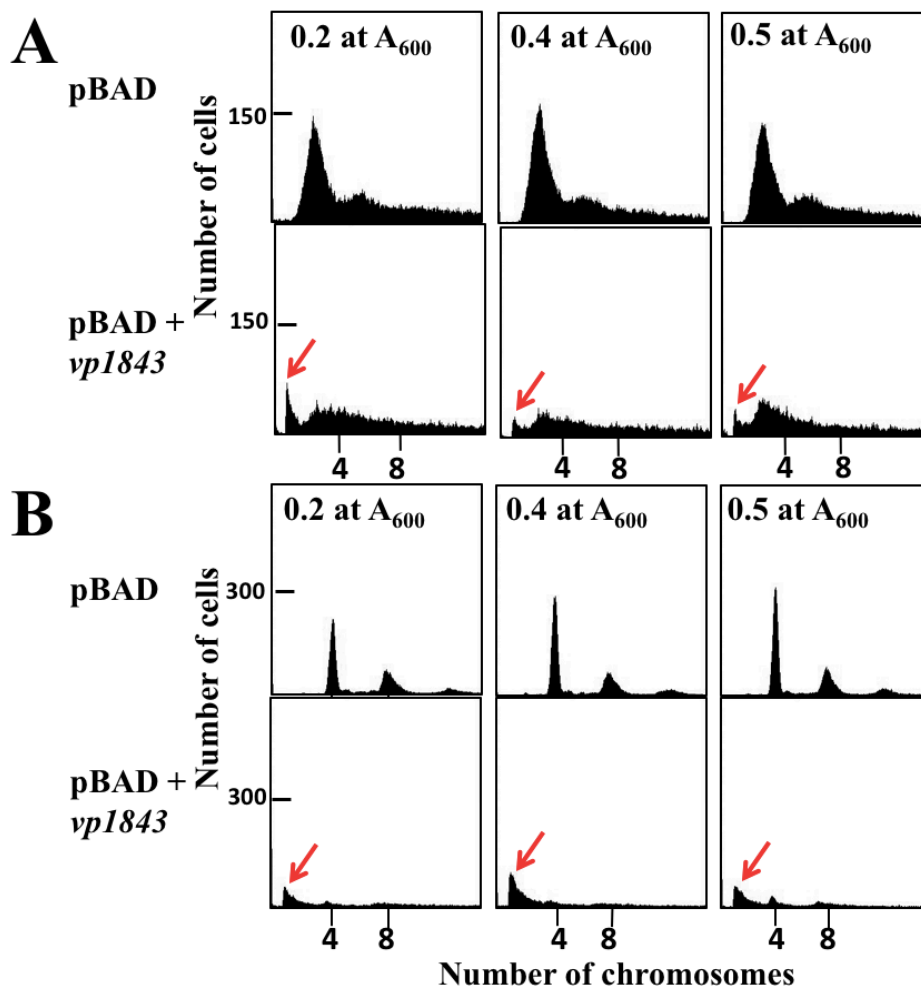 A
0.2 at A600
0.4 at A600
0.5 at A600
pBAD
150
Number of cells
pBAD +
vp1843
150
4 8
4 8
4 8
B
0.2 at A600
0.4 at A600
0.5 at A600
pBAD
300
Number of cells
pBAD +
vp1843
300
4 8
4 8
4 8
Number of chromosomes